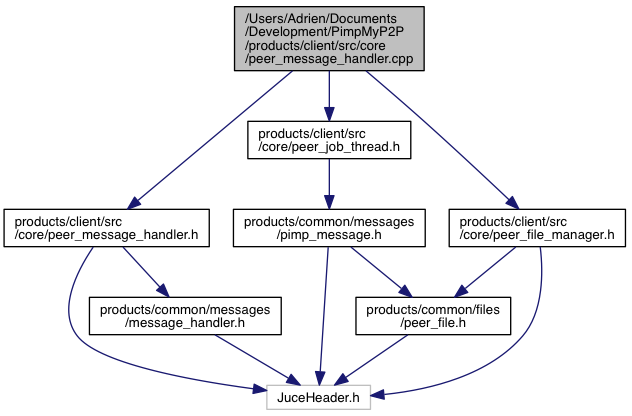 /Users/Adrien/Documents
/Development/PimpMyP2P
/products/client/src/core
/peer_message_handler.cpp
products/client/src
/core/peer_job_thread.h
products/client/src
/core/peer_message_handler.h
products/common/messages
/pimp_message.h
products/client/src
/core/peer_file_manager.h
products/common/messages
/message_handler.h
products/common/files
/peer_file.h
JuceHeader.h